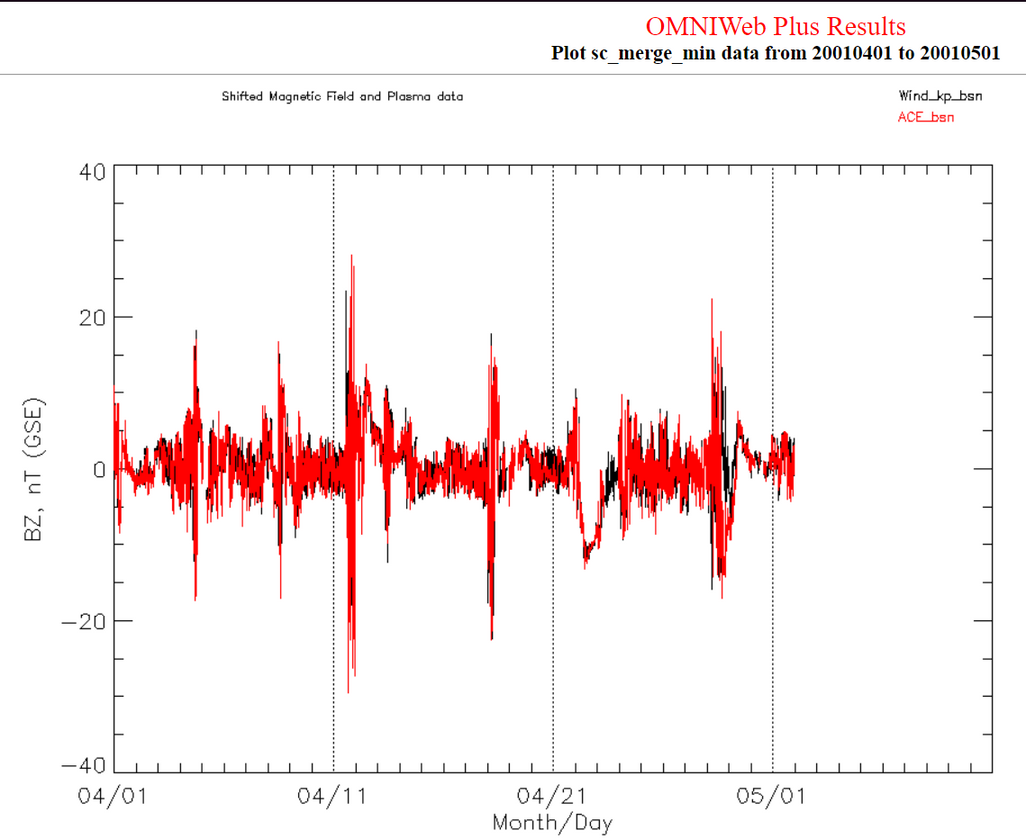 OMNIWeb Plus Results
Plot sc_merge_min data from 20010401 to 20010501
Shifted Magnetic Field and Plasma data
Wind_kp_bsn
ACE_bsn
40
20
0
−20
−40
BZ, nT (GSE)
04/01 04/11 04/21 05/01
Month/Day